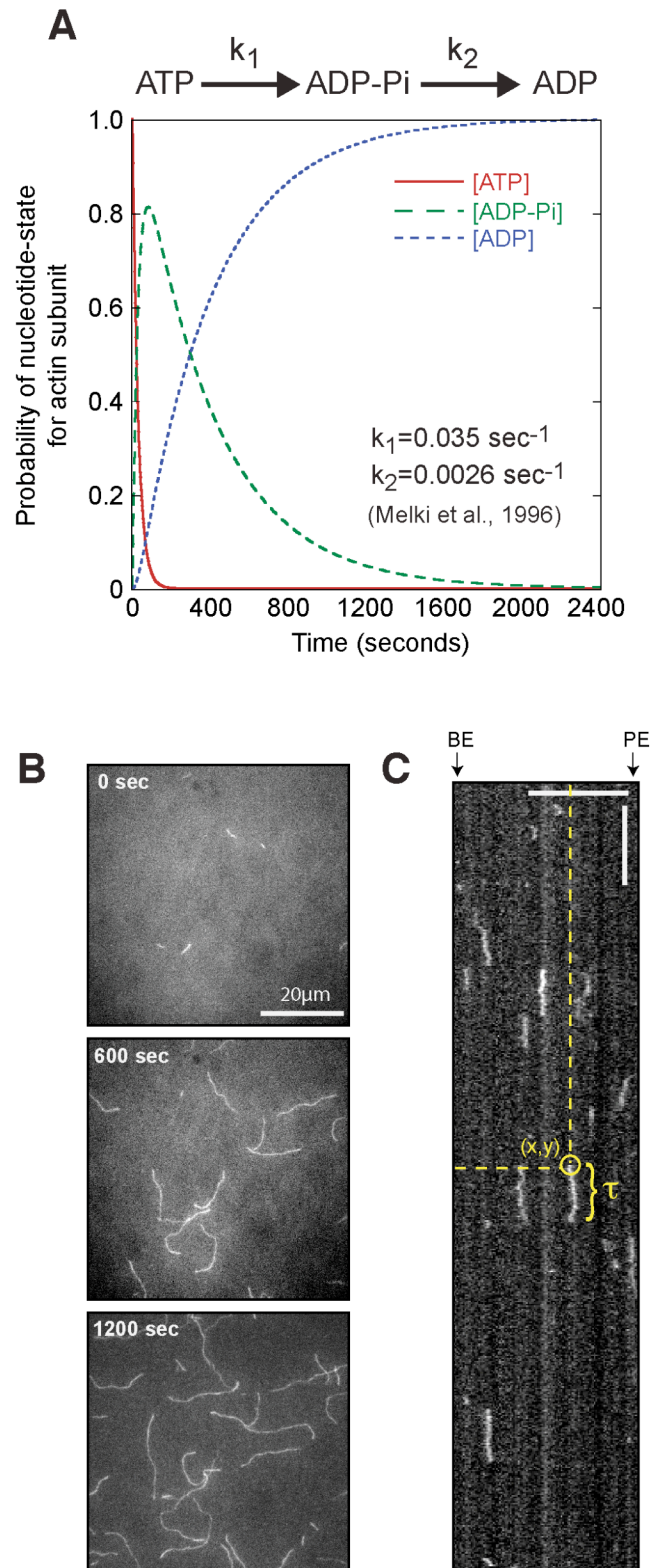 A
k1 k2
ATP ADP-Pi ADP
1.0
0.8
0.6
0.4
0.2
0
Probability of nucleotide-state
for actin subunit
[ATP]
[ADP-Pi]
[ADP]
k1=0.035 sec-1
k2=0.0026 sec-1
(Melki et al., 1996)
0 400 800 1200 1600 2000 2400
Time (seconds)
B
0 sec
20μm
600 sec
1200 sec
C
BE PE
(x,y)
τ